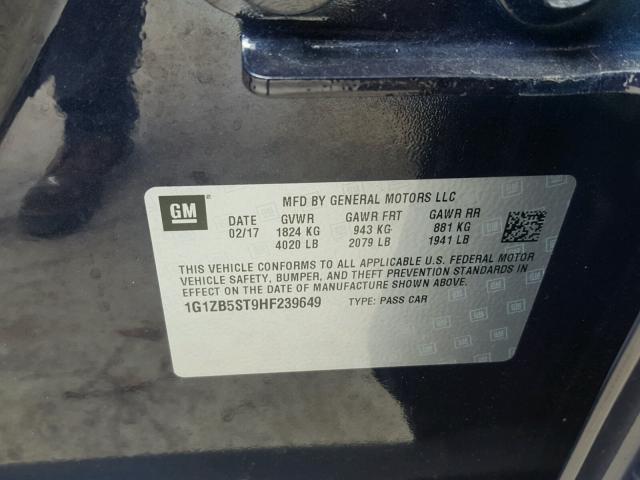 GM
MFD BY GENERAL MOTORS LLC
DATE GVWR GAWR FRT GAWR RR
02/17 1824 KG 943 KG 881 KG
4020 LB 2079 LB 1941 LB
THIS VEHICLE CONFORMS TO ALL APPLICABLE U.S. FEDERAL MOTOR
VEHICLE SAFETY, BUMPER, AND THEFT PREVENTION STANDARDS IN
EFFECT ON THE DATE OF MANUFACTURE SHOWN ABOVE.
1G1ZB5ST9HF239649 TYPE: PASS CAR